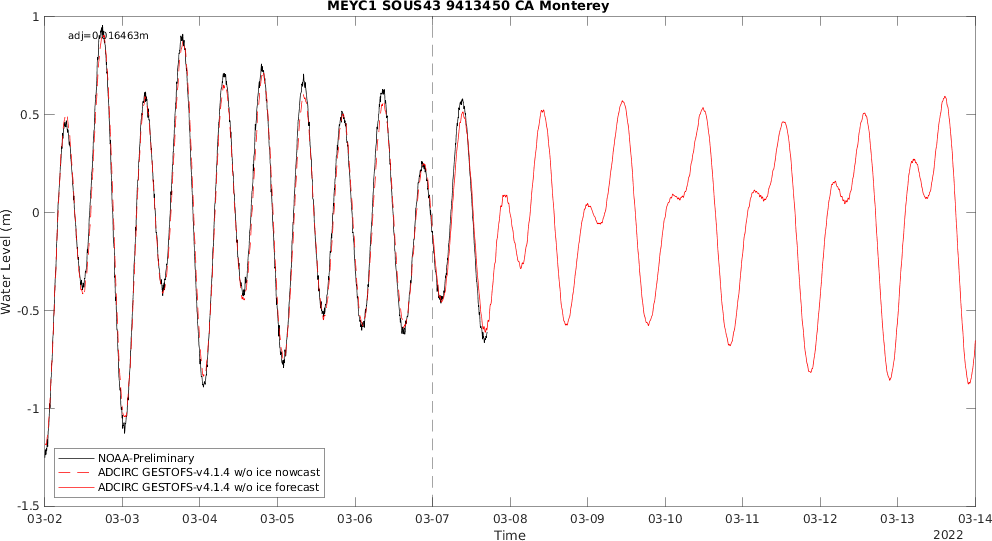 MEYC1 SOUS43 9413450 CA Monterey
adj=0.016463m
Water Level (m)
1
0.5
0
-0.5
-1
-1.5
NOAA-Preliminary
ADCIRC GESTOFS-v4.1.4 w/o ice nowcast
ADCIRC GESTOFS-v4.1.4 w/o ice forecast
03-02 03-03 03-04 03-05 03-06 03-07 03-08 03-09 03-10 03-11 03-12 03-13 03-14
Time
2022